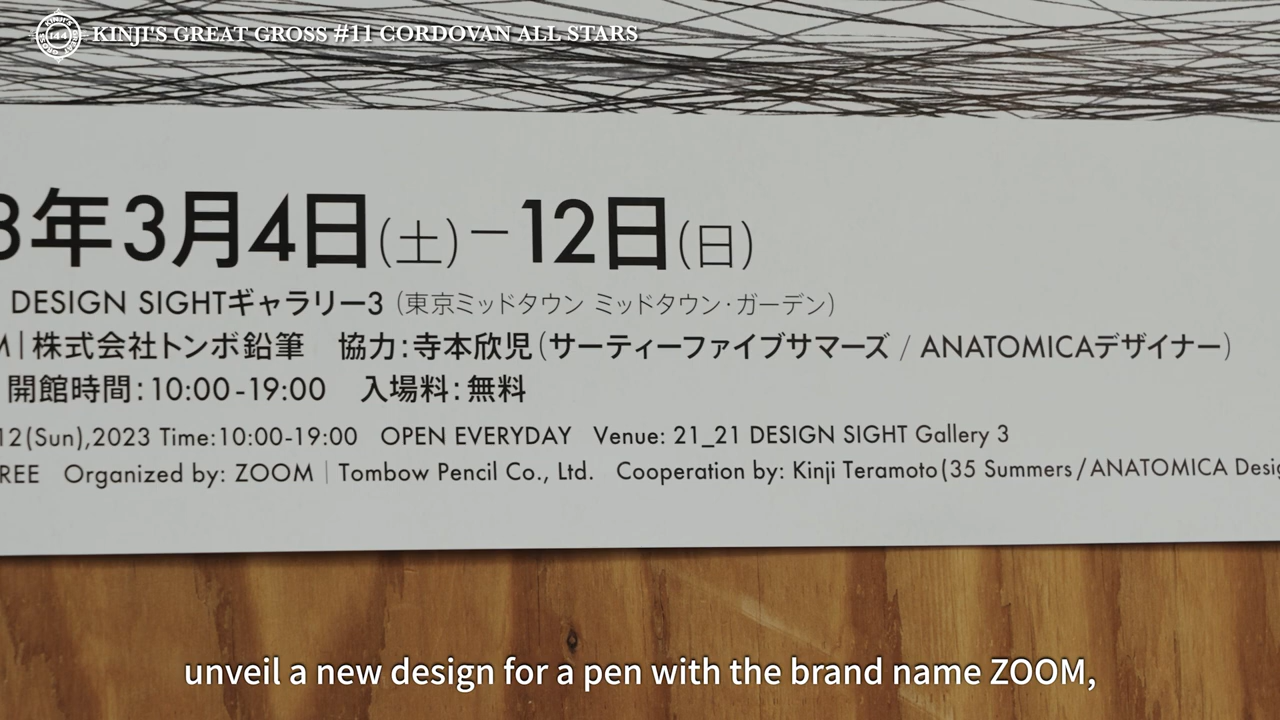 KINJI'S GREAT GROSS #11 CORDOVAN ALL STARS
3年3月4日(土)−12日(日)
DESIGN SIGHTギャラリー3 (東京ミッドタウン ミッドタウン・ガーデン)
M|株式会社トンボ鉛筆 協力:寺本欣児(サーティーファイブサマーズ / ANATOMICAデザイナー)
開館時間:10:00-19:00 入場料:無料
12(Sun),2023 Time:10:00-19:00 OPEN EVERYDAY Venue: 21_21 DESIGN SIGHT Gallery 3
REE Organized by: ZOOM | Tombow Pencil Co., Ltd. Cooperation by: Kinji Teramoto(35 Summers/ANATOMICA Desig
unveil a new design for a pen with the brand name ZOOM,